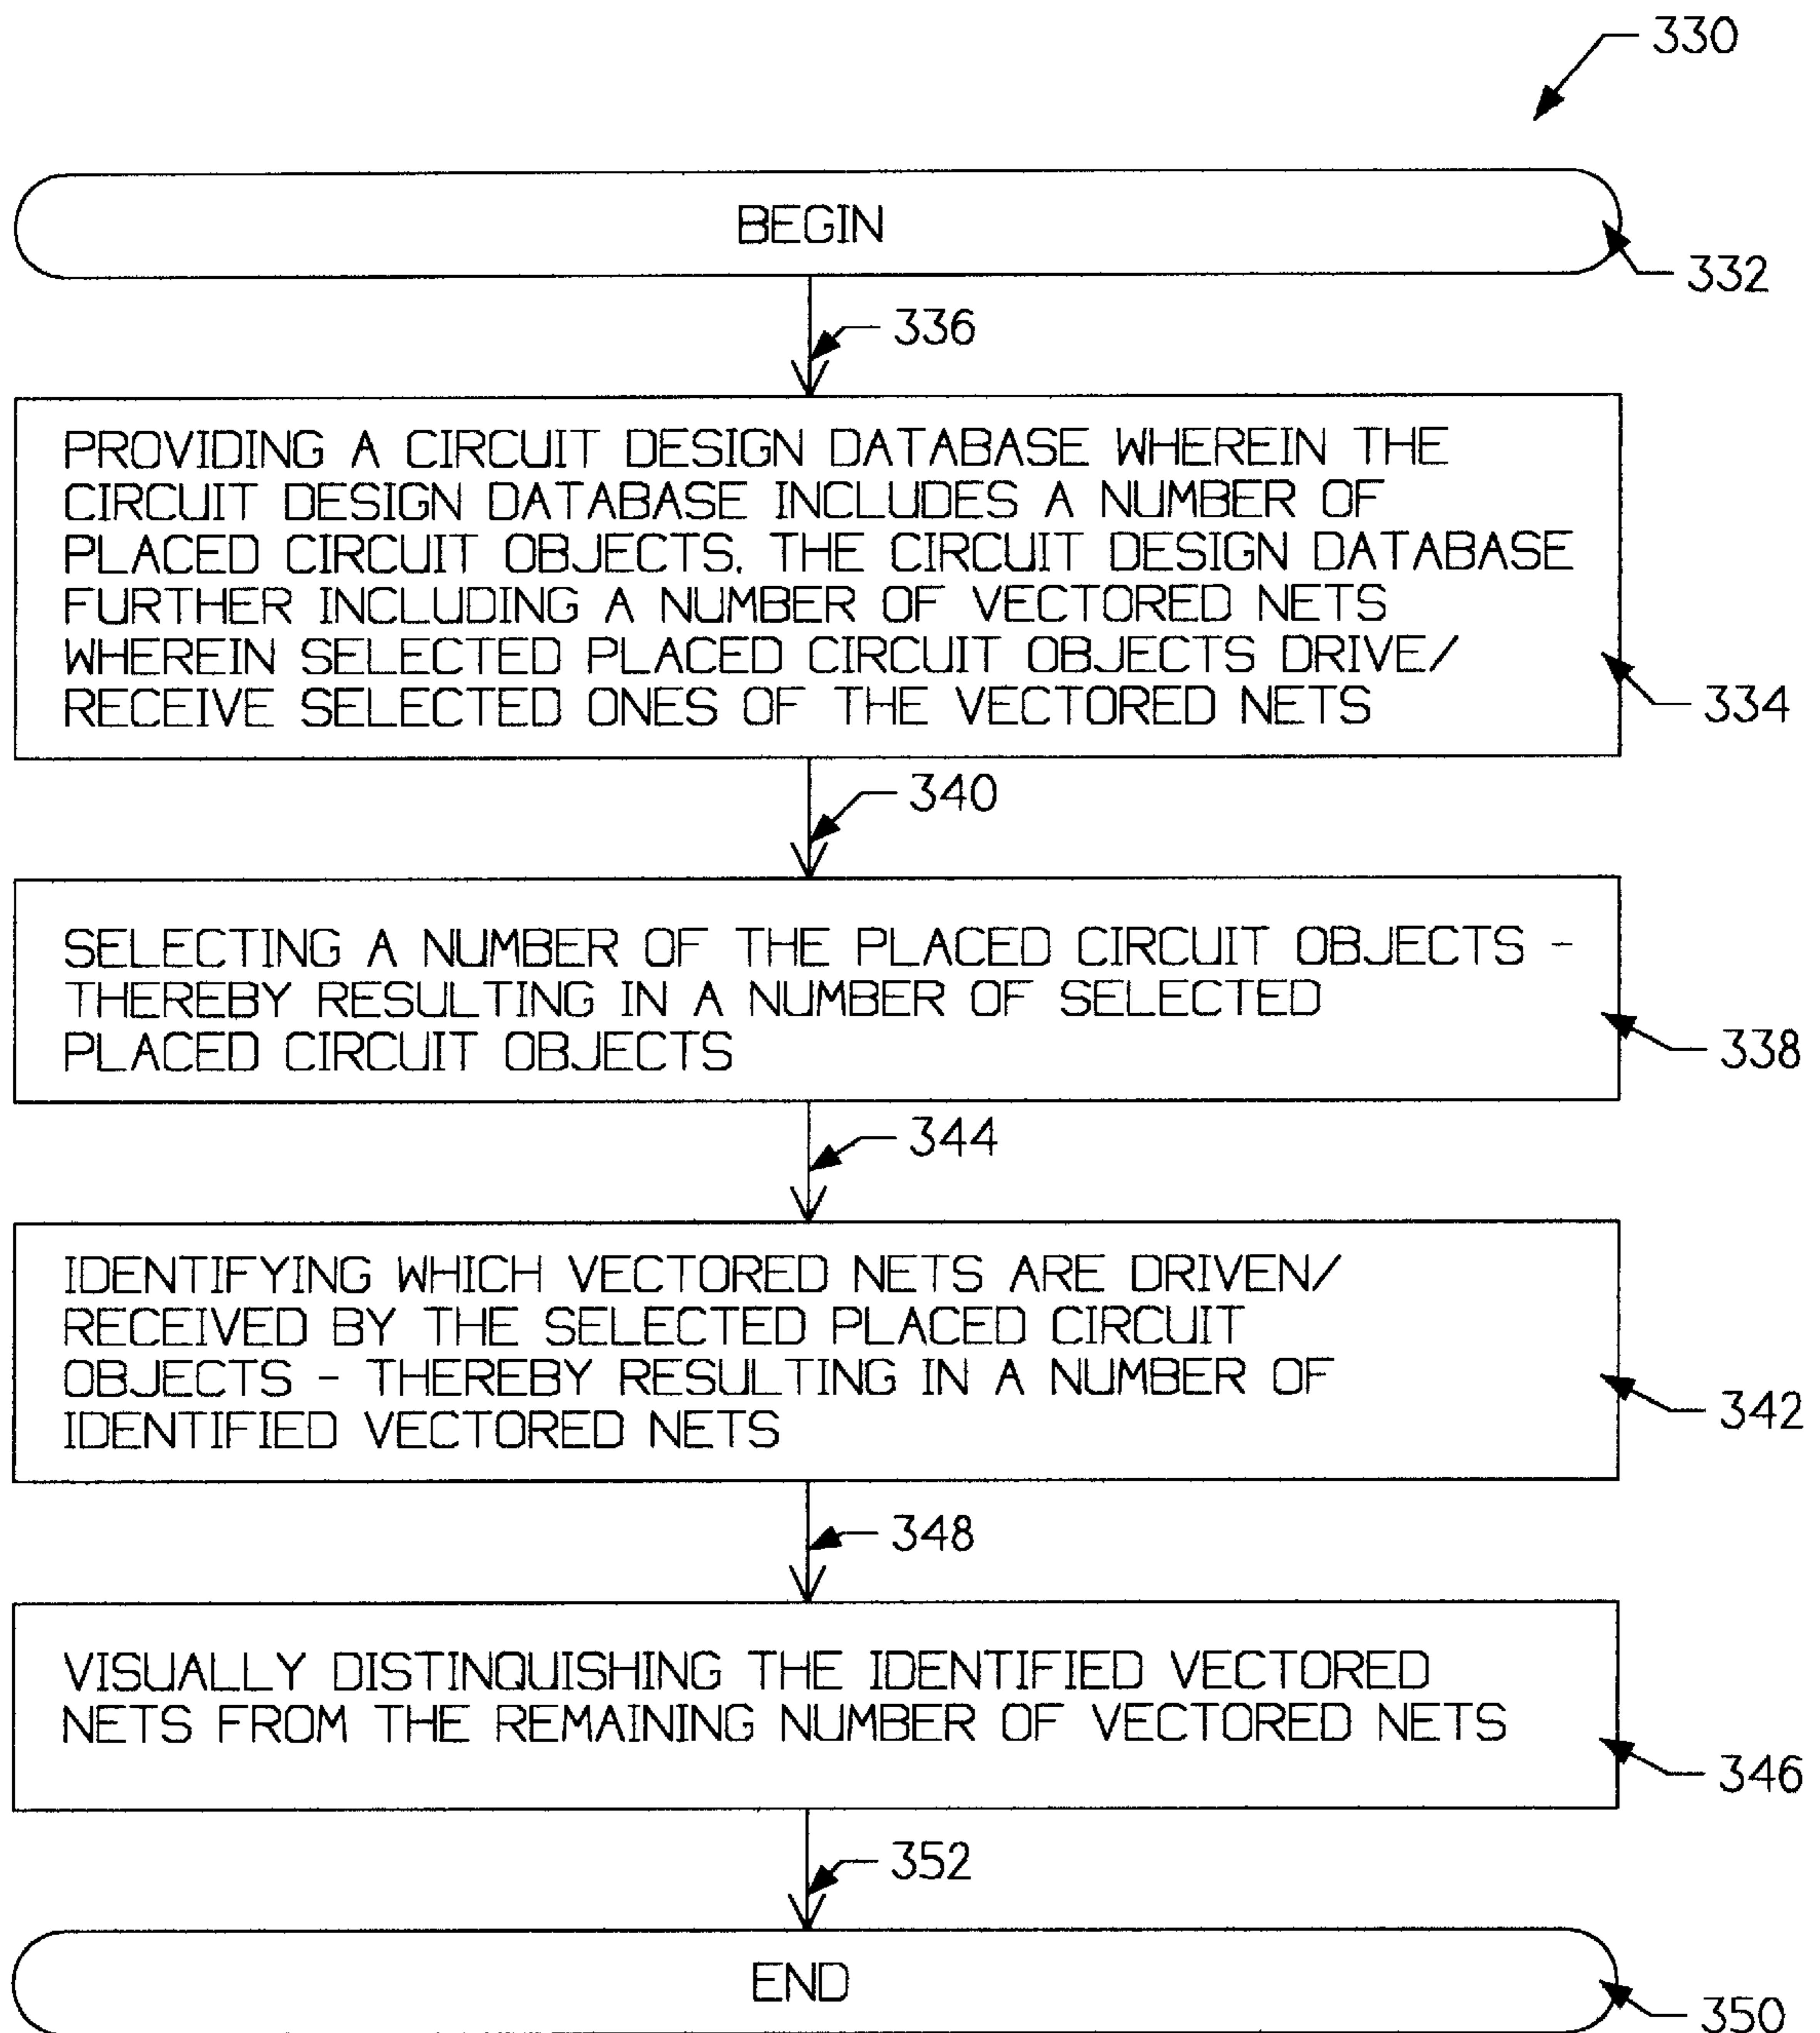 330
BEGIN
332
336
PROVIDING A CIRCUIT DESIGN DATABASE WHEREIN THE
CIRCUIT DESIGN DATABASE INCLUDES A NUMBER OF
PLACED CIRCUIT OBJECTS. THE CIRCUIT DESIGN DATABASE
FURTHER INCLUDING A NUMBER OF VECTORED NETS
WHEREIN SELECTED PLACED CIRCUIT OBJECTS DRIVE/
RECEIVE SELECTED ONES OF THE VECTORED NETS
334
340
SELECTING A NUMBER OF THE PLACED CIRCUIT OBJECTS -
THEREBY RESULTING IN A NUMBER OF SELECTED
PLACED CIRCUIT OBJECTS
338
344
IDENTIFYING WHICH VECTORED NETS ARE DRIVEN/
RECEIVED BY THE SELECTED PLACED CIRCUIT
OBJECTS - THEREBY RESULTING IN A NUMBER OF
IDENTIFIED VECTORED NETS
342
348
VISUALLY DISTINQUISHING THE IDENTIFIED VECTORED
NETS FROM THE REMAINING NUMBER OF VECTORED NETS
346
352
END
350